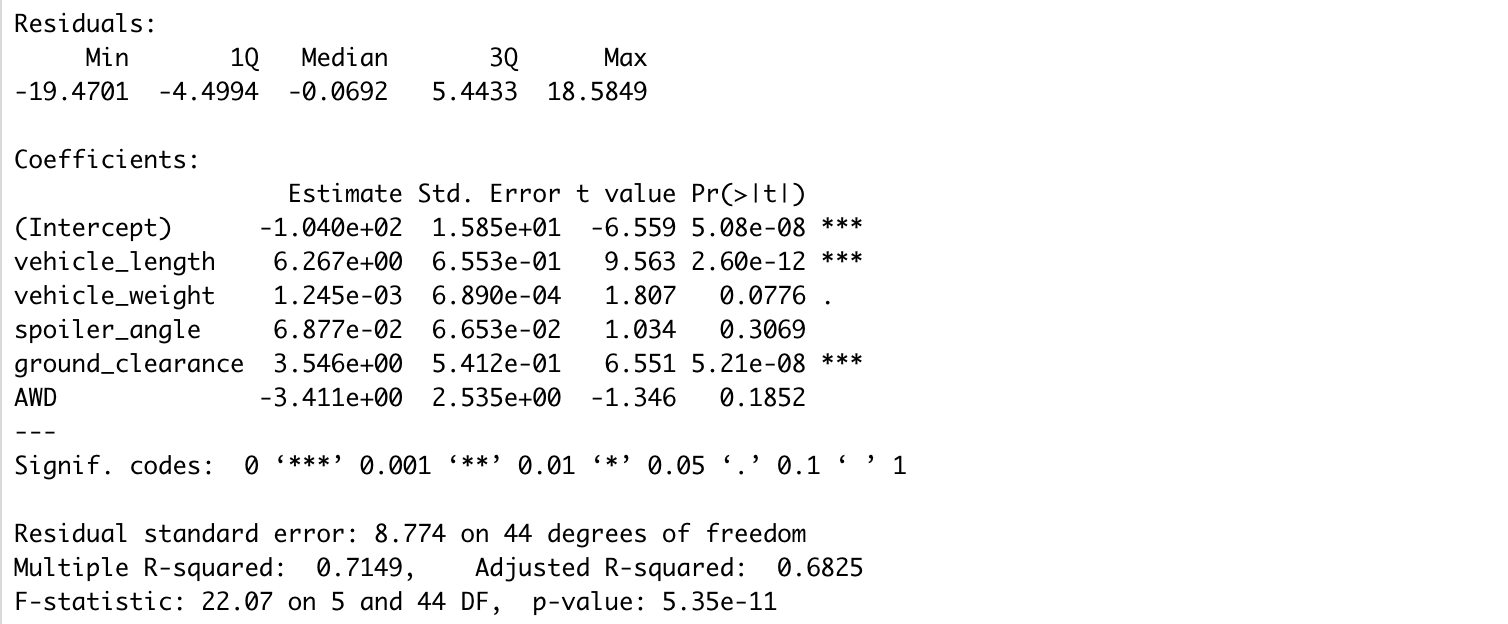 Residuals:
     Min       1Q   Median       3Q      Max
-19.4701  -4.4994  -0.0692   5.4433  18.5849
Coefficients:
                   Estimate Std. Error t value Pr(>|t|)
(Intercept)      -1.040e+02  1.585e+01  -6.559 5.08e-08 ***
vehicle_length    6.267e+00  6.553e-01   9.563 2.60e-12 ***
vehicle_weight    1.245e-03  6.890e-04   1.807   0.0776 .
spoiler_angle     6.877e-02  6.653e-02   1.034   0.3069
ground_clearance  3.546e+00  5.412e-01   6.551 5.21e-08 ***
AWD              -3.411e+00  2.535e+00  -1.346   0.1852
---
Signif. codes:  0 ‘***’ 0.001 ‘**’ 0.01 ‘*’ 0.05 ‘.’ 0.1 ‘ ’ 1
Residual standard error: 8.774 on 44 degrees of freedom
Multiple R-squared:  0.7149,    Adjusted R-squared:  0.6825
F-statistic: 22.07 on 5 and 44 DF,  p-value: 5.35e-11